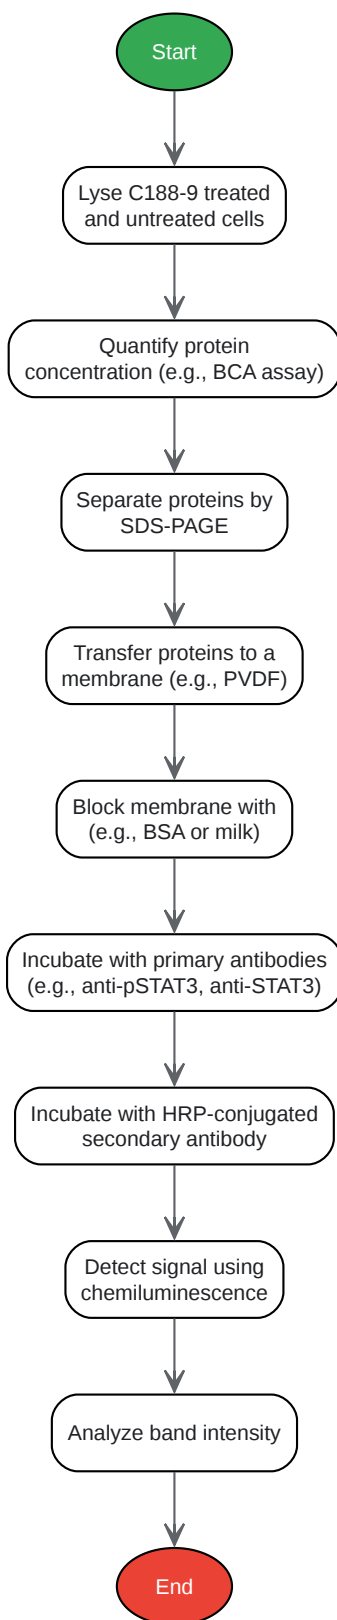 Start
Lyse C188-9 treated
and untreated cells
Quantify protein
concentration (e.g., BCA assay)
Separate proteins by
SDS-PAGE
Transfer proteins to a
membrane (e.g., PVDF)
Block membrane with
(e.g., BSA or milk)
Incubate with primary antibodies
(e.g., anti-pSTAT3, anti-STAT3)
Incubate with HRP-conjugated
secondary antibody
Detect signal using
chemiluminescence
Analyze band intensity
End